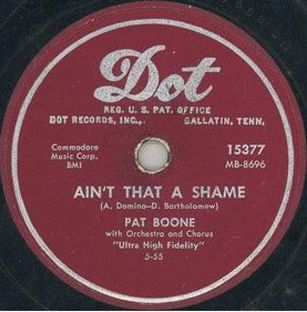 Dot
REG. U. S. PAT. OFFICE
DOT RECORDS, INC., GALLATIN, TENN.
Commodore
Music Corp.
BMI
15377
MB-8696
AIN'T THAT A SHAME
(A. Domino-D. Bartholomew)
PAT BOONE
with Orchestra and Chorus
"Ultra High Fidelity"
5-55